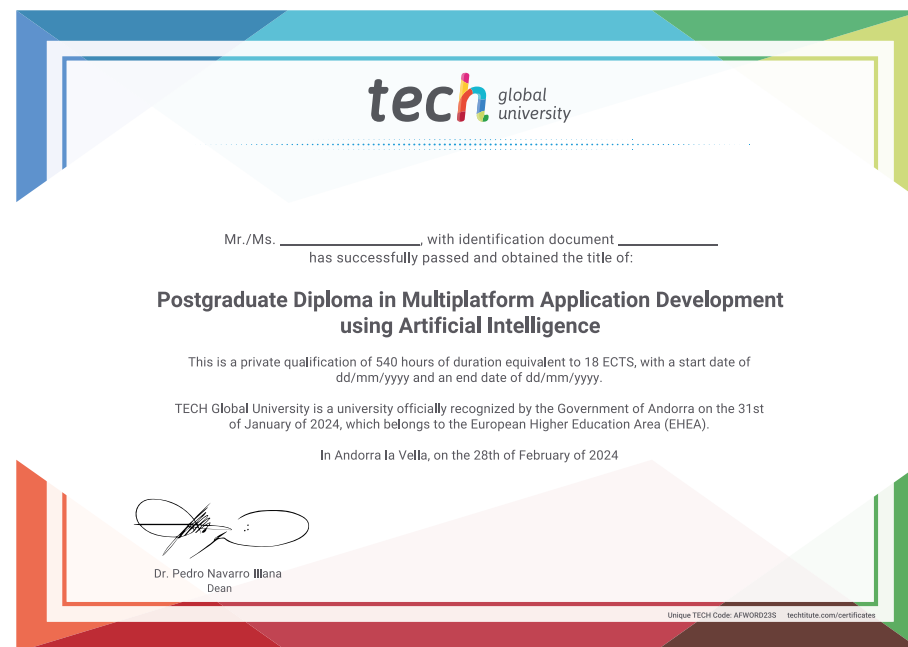 tech global
university
Mr./Ms. ____________, with identification document ____________
has successfully passed and obtained the title of:
Postgraduate Diploma in Multiplatform Application Development
using Artificial Intelligence
This is a private qualification of 540 hours of duration equivalent to 18 ECTS, with a start date of
dd/mm/yyyy and an end date of dd/mm/yyyy.
TECH Global University is a university officially recognized by the Government of Andorra on the 31st
of January of 2024, which belongs to the European Higher Education Area (EHEA).
In Andorra la Vella, on the 28th of February of 2024
Dr. Pedro Navarro Illana
Dean
Unique TECH Code: AFWORD23S techtitute.com/certificates